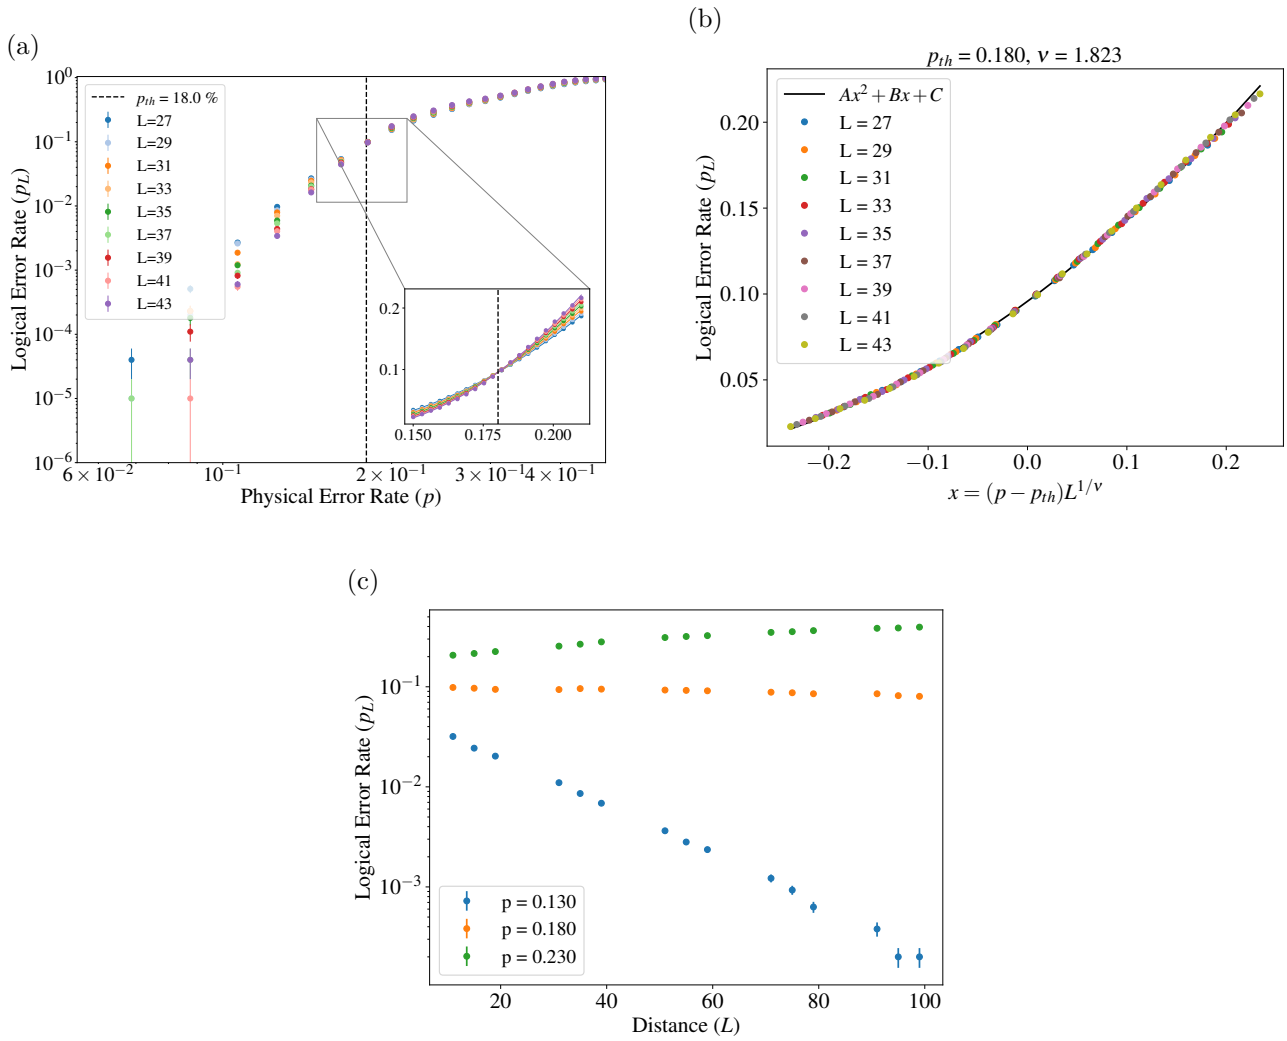 (a)
10^0
10^-1
10^-2
10^-3
10^-4
10^-5
10^-6
Logical Error Rate (p_L)
p_th = 18.0 %
L=27
L=29
L=31
L=33
L=35
L=37
L=39
L=41
L=43
0.2
0.1
0.150
0.175
0.200
6 × 10^-2
10^-1
2 × 10^-1
3 × 10^-1
4 × 10^-1
Physical Error Rate (p)
(b)
p_th = 0.180, ν = 1.823
0.20
0.15
0.10
0.05
Logical Error Rate (p_L)
Ax^2 + Bx + C
L = 27
L = 29
L = 31
L = 33
L = 35
L = 37
L = 39
L = 41
L = 43
−0.2
−0.1
0.0
0.1
0.2
x = (p − p_th)L^1/ν
(c)
10^-1
10^-2
10^-3
Logical Error Rate (p_L)
p = 0.130
p = 0.180
p = 0.230
20
40
60
80
100
Distance (L)